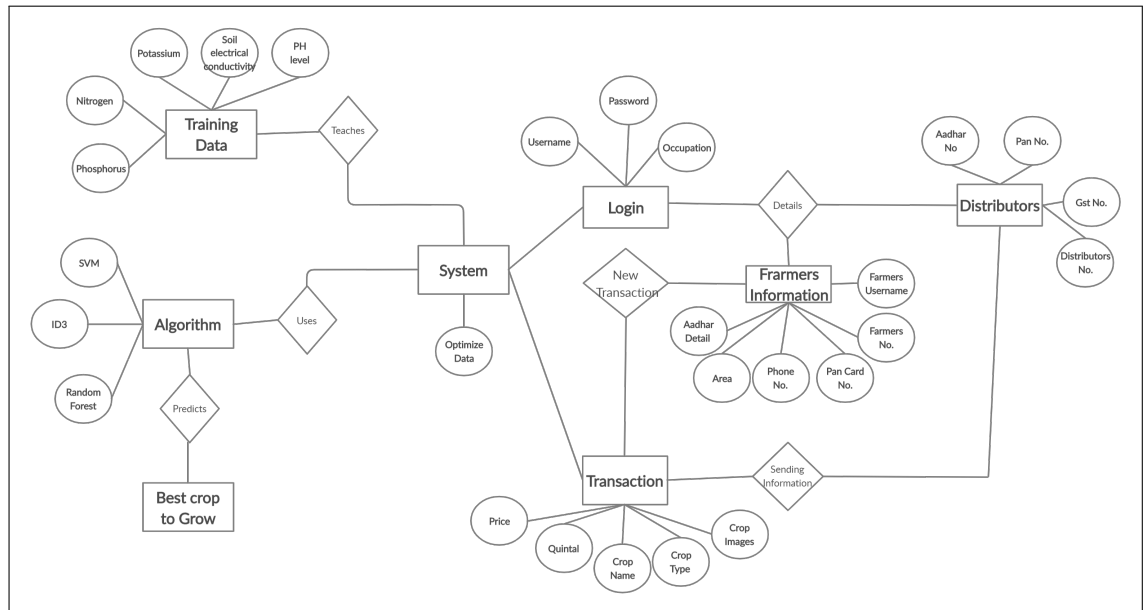 Potassium
Soil
electrical
conductivity
PH
level
Nitrogen
Phosphorus
Training
Data
Teaches
Password
Username
Occupation
Login
Details
Aadhar
No
Pan No.
Gst No.
Distributors
Distributors
No.
SVM
ID3
Random
Forest
Algorithm
Uses
System
Optimize
Data
Predicts
Best crop
to Grow
New
Transaction
Frarmers
Information
Farmers
Username
Farmers
No.
Aadhar
Detail
Area
Phone
No.
Pan Card
No.
Transaction
Sending
Information
Price
Quintal
Crop
Name
Crop
Type
Crop
Images